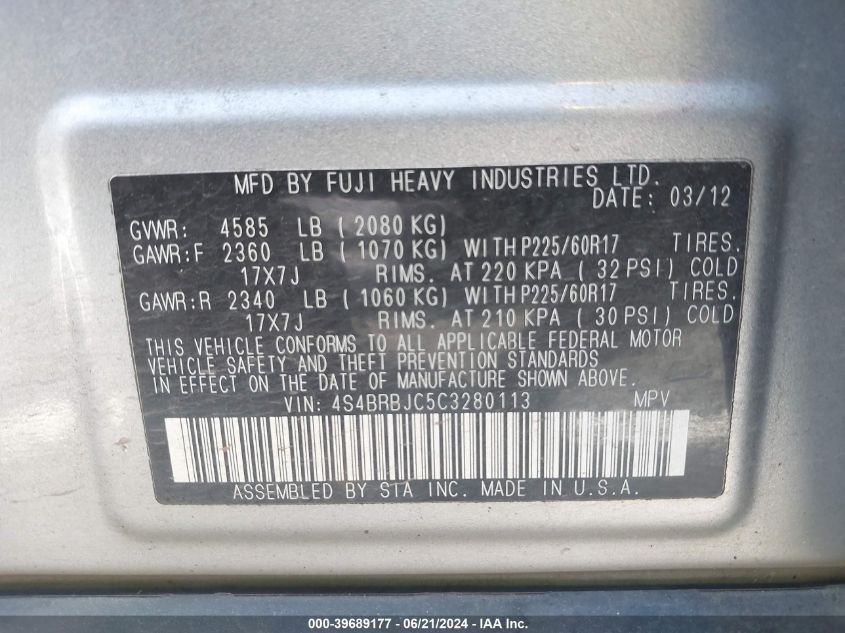 MFD BY FUJI HEAVY INDUSTRIES LTD.
DATE: 03/12
GVWR: 4585 LB ( 2080 KG)
GAWR:F 2360 LB ( 1070 KG) WITH P225/60R17 TIRES.
17X7J RIMS. AT 220 KPA ( 32 PSI) COLD
GAWR:R 2340 LB ( 1060 KG) WITH P225/60R17 TIRES.
17X7J RIMS. AT 210 KPA ( 30 PSI) COLD
THIS VEHICLE CONFORMS TO ALL APPLICABLE FEDERAL MOTOR
VEHICLE SAFETY AND THEFT PREVENTION STANDARDS
IN EFFECT ON THE DATE OF MANUFACTURE SHOWN ABOVE.
VIN: 4S4BRBJC5C3280113 MPV
ASSEMBLED BY STA INC. MADE IN U.S.A.
000-39689177 - 06/21/2024 - IAA Inc.